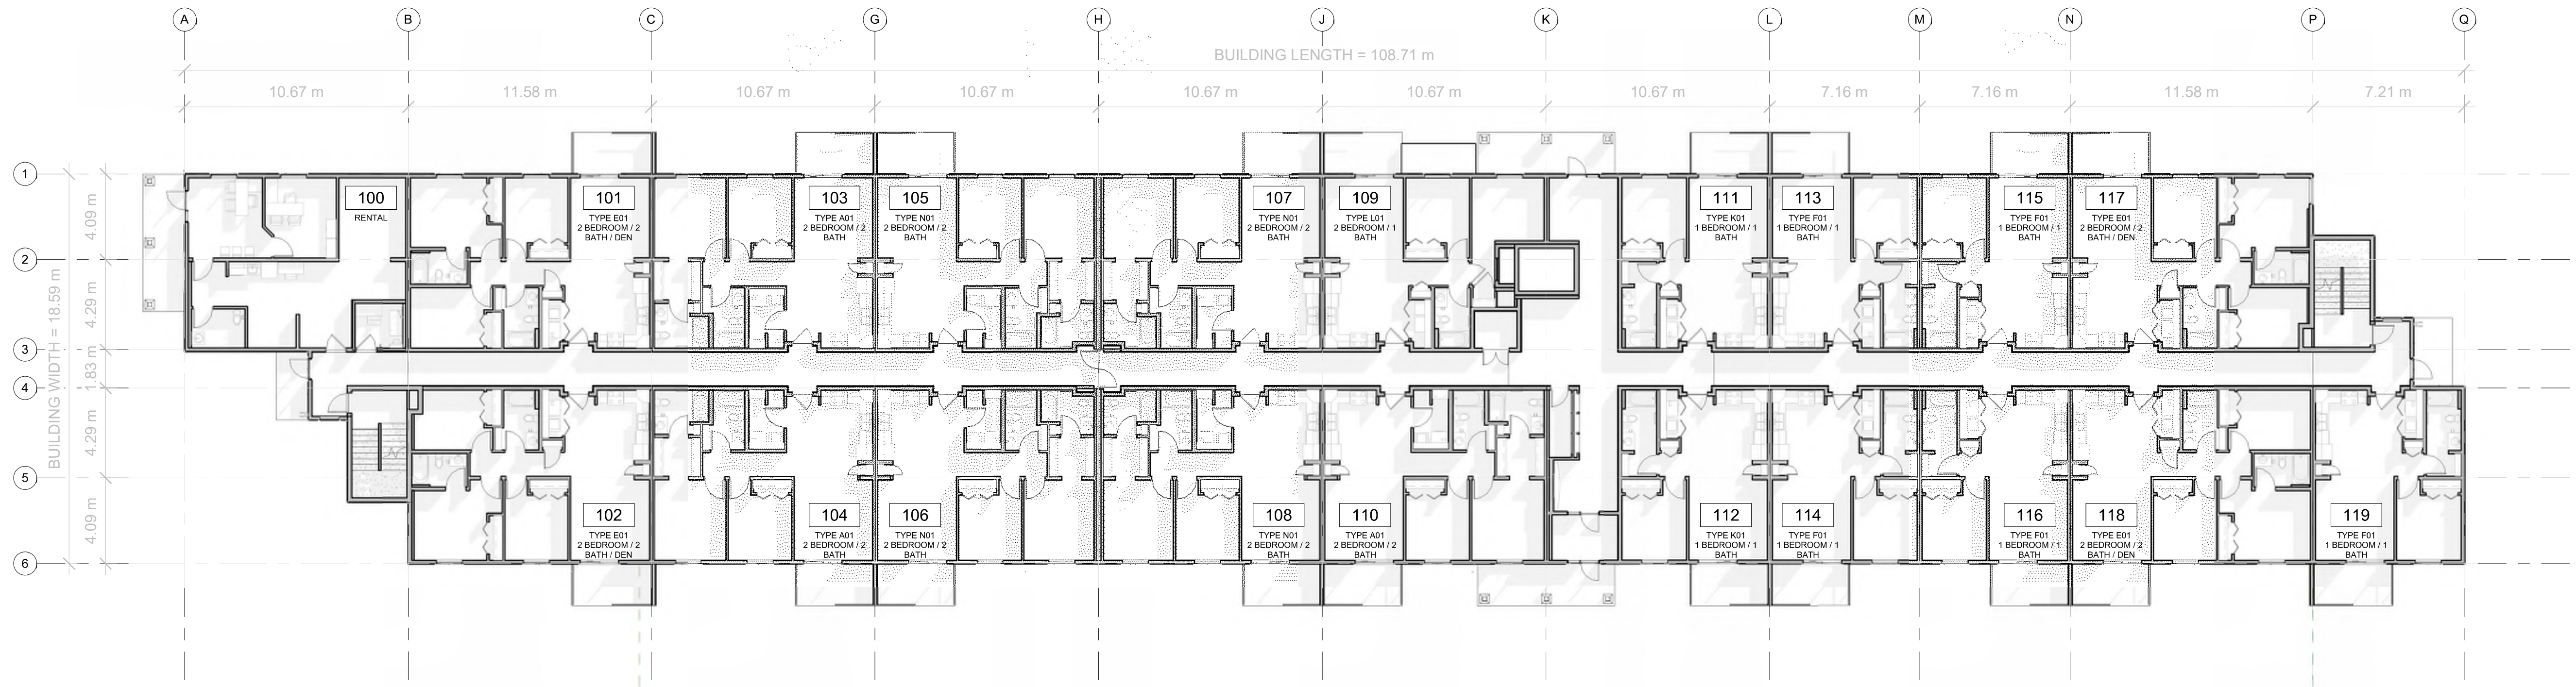 A B C G H J K L M N P Q
BUILDING LENGTH = 108.71 m
10.67 m 11.58 m 10.67 m 10.67 m 10.67 m 10.67 m 10.67 m 7.16 m 7.16 m 11.58 m 7.21 m
1
2
3
4
5
6
BUILDING WIDTH = 18.59 m
4.09 m
4.29 m
1.83 m
4.29 m
4.09 m
100
RENTAL
101
TYPE E01
2 BEDROOM / 2
BATH / DEN
103
TYPE A01
2 BEDROOM / 2
BATH
105
TYPE N01
2 BEDROOM / 2
BATH
107
TYPE N01
2 BEDROOM / 2
BATH
109
TYPE L01
2 BEDROOM / 1
BATH
111
TYPE K01
1 BEDROOM / 1
BATH
113
TYPE F01
1 BEDROOM / 1
BATH
115
TYPE F01
1 BEDROOM / 1
BATH
117
TYPE E01
2 BEDROOM / 2
BATH / DEN
102
TYPE E01
2 BEDROOM / 2
BATH / DEN
104
TYPE A01
2 BEDROOM / 2
BATH
106
TYPE N01
2 BEDROOM / 2
BATH
108
TYPE N01
2 BEDROOM / 2
BATH
110
TYPE A01
2 BEDROOM / 2
BATH
112
TYPE K01
1 BEDROOM / 1
BATH
114
TYPE F01
1 BEDROOM / 1
BATH
116
TYPE F01
1 BEDROOM / 1
BATH
118
TYPE E01
2 BEDROOM / 2
BATH / DEN
119
TYPE F01
1 BEDROOM / 1
BATH